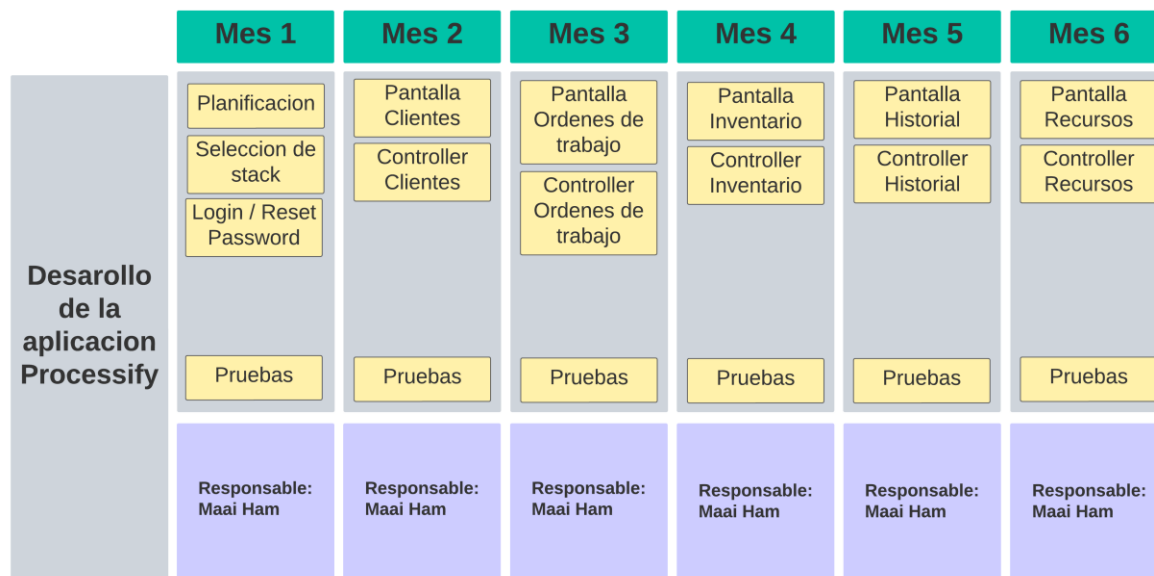 Mes 1
Mes 2
Mes 3
Mes 4
Mes 5
Mes 6
Desarollo
de la
aplicacion
Processify
Planificacion
Seleccion de
stack
Login / Reset
Password
Pruebas
Pantalla
Clientes
Controller
Clientes
Pruebas
Pantalla
Ordenes de
trabajo
Controller
Ordenes de
trabajo
Pruebas
Pantalla
Inventario
Controller
Inventario
Pruebas
Pantalla
Historial
Controller
Historial
Pruebas
Pantalla
Recursos
Controller
Recursos
Pruebas
Responsable:
Maai Ham
Responsable:
Maai Ham
Responsable:
Maai Ham
Responsable:
Maai Ham
Responsable:
Maai Ham
Responsable:
Maai Ham